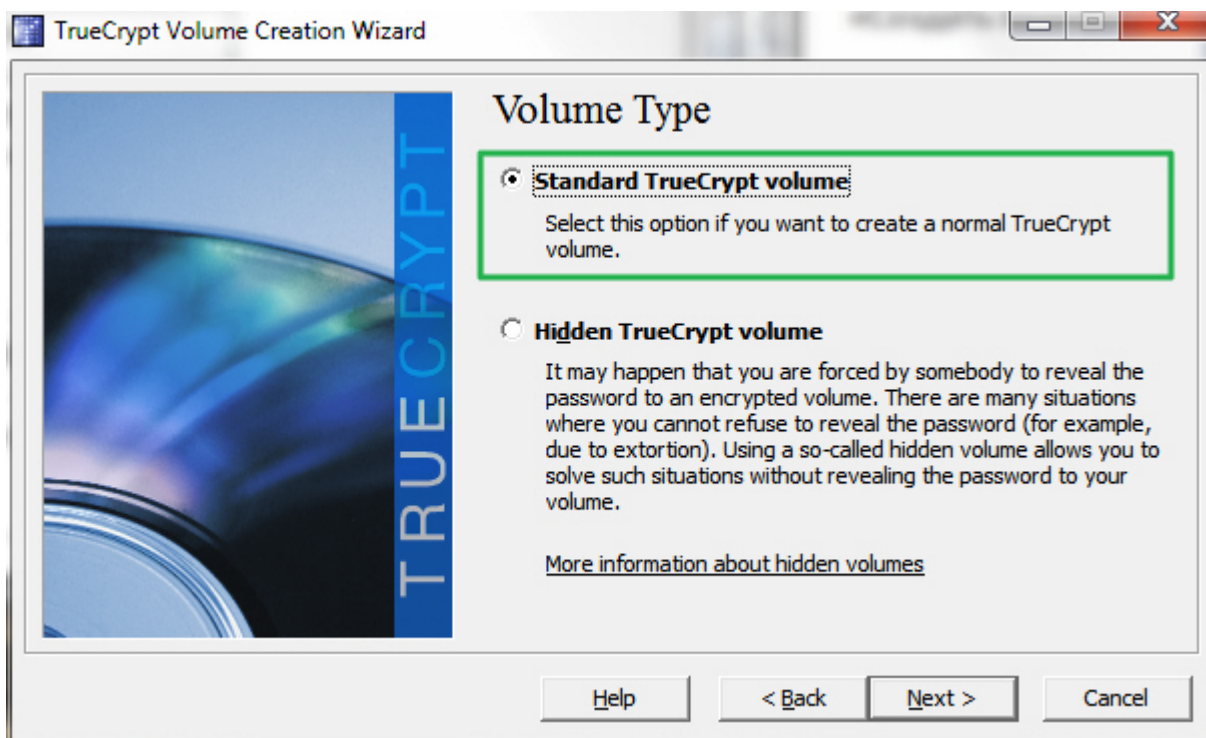 TrueCrypt Volume Creation Wizard
Volume Type
TRUECRYPT
Standard TrueCrypt volume
Select this option if you want to create a normal TrueCrypt
volume.
Hidden TrueCrypt volume
It may happen that you are forced by somebody to reveal the
password to an encrypted volume. There are many situations
where you cannot refuse to reveal the password (for example,
due to extortion). Using a so-called hidden volume allows you to
solve such situations without revealing the password to your
volume.
More information about hidden volumes
Help
< Back
Next >
Cancel